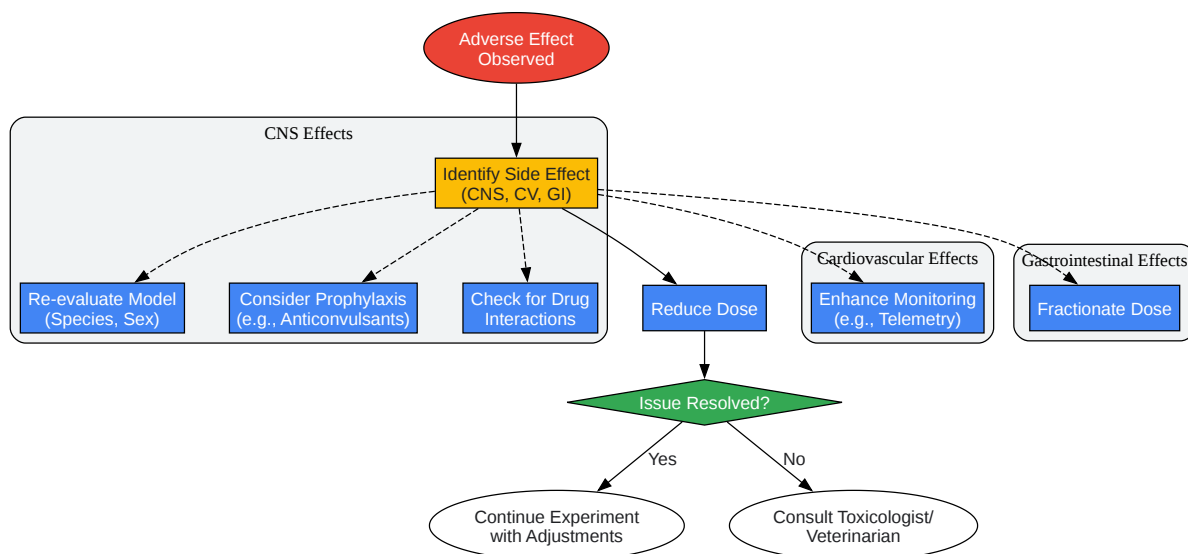 Adverse Effect
Observed
CNS Effects
Identify Side Effect
(CNS, CV, GI)
Cardiovascular Effects
Gastrointestinal Effects
Re-evaluate Model
(Species, Sex)
Consider Prophylaxis
(e.g., Anticonvulsants)
Check for Drug
Interactions
Reduce Dose
Enhance Monitoring
(e.g., Telemetry)
Fractionate Dose
Issue Resolved?
Yes
No
Continue Experiment
with Adjustments
Consult Toxicologist/
Veterinarian